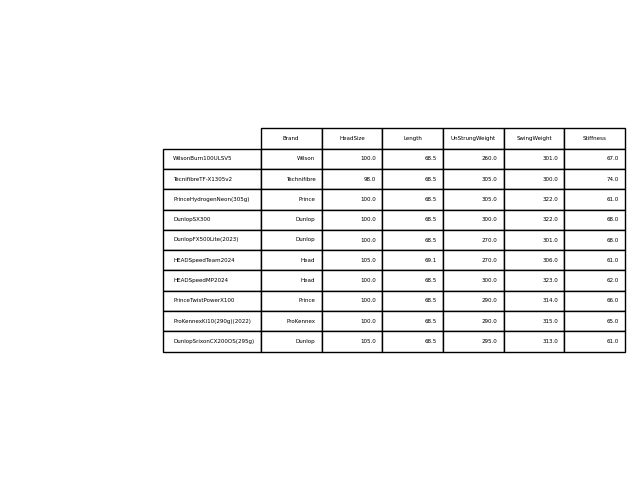 Brand HeadSize Length UnStrungWeight SwingWeight Stiffness
WilsonBurn100ULSV5 Wilson 100.0 68.5 260.0 301.0 67.0
TecnifibreTF-X1305v2 Technifibre 98.0 68.5 305.0 300.0 74.0
PrinceHydrogenNeon(305g) Prince 100.0 68.5 305.0 322.0 61.0
DunlopSX300 Dunlop 100.0 68.5 300.0 322.0 68.0
DunlopFX500Lite(2023) Dunlop 100.0 68.5 270.0 301.0 68.0
HEADSpeedTeam2024 Head 105.0 69.1 270.0 306.0 61.0
HEADSpeedMP2024 Head 100.0 68.5 300.0 323.0 62.0
PrinceTwistPowerX100 Prince 100.0 68.5 290.0 314.0 66.0
ProKennexKi10(290g)(2022) ProKennex 100.0 68.5 290.0 315.0 65.0
DunlopSrixonCX200OS(295g) Dunlop 105.0 68.5 295.0 313.0 61.0